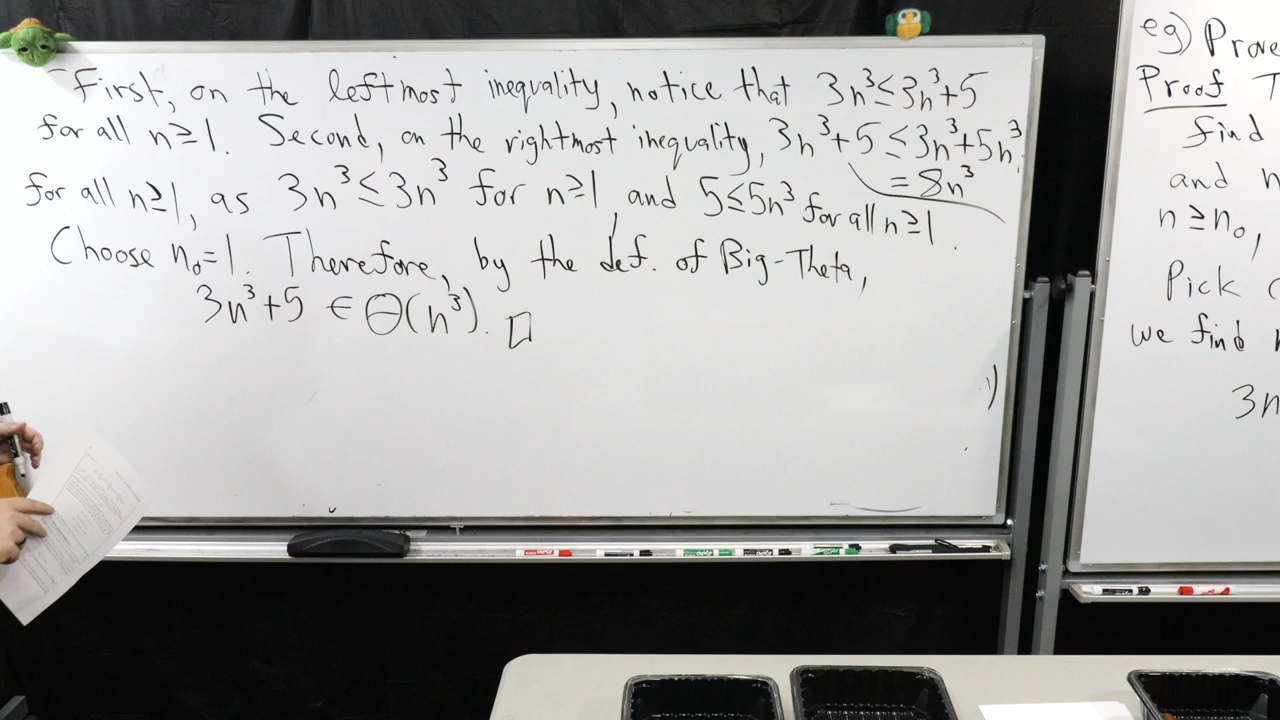 First, on the leftmost inequality, notice that 3n³≤3n³+5
for all n≥1. Second, on the rightmost inequality, 3n³+5 ≤3n³+5n³,
= 8n³
for all n≥1, as 3n³≤3n³ for n≥1, and 5≤5n³ for all n≥1.
Choose n₀=1. Therefore, by the def. of Big-Theta,
3n³+5 ∈ Θ(n³). □
eg) Prove
Proof T
find
and n
n≥n₀,
Pick c
we find n
3n